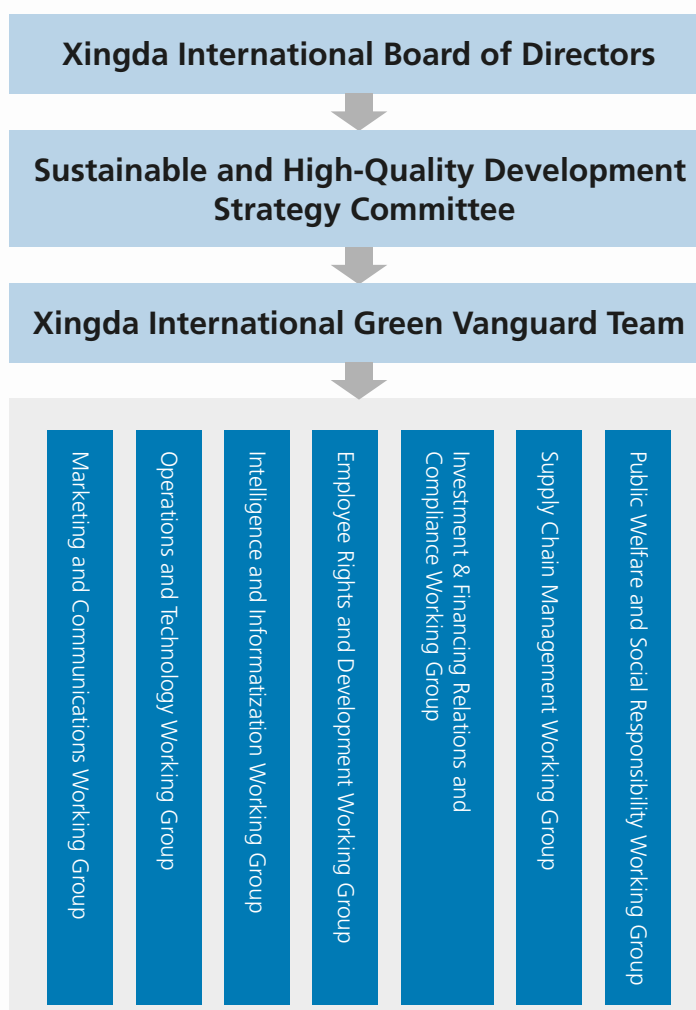 Xingda International Board of Directors
Sustainable and High-Quality Development
Strategy Committee
Xingda International Green Vanguard Team
Marketing and Communications Working Group
Operations and Technology Working Group
Intelligence and Informatization Working Group
Employee Rights and Development Working Group
Investment & Financing Relations and
Compliance Working Group
Supply Chain Management Working Group
Public Welfare and Social Responsibility Working Group